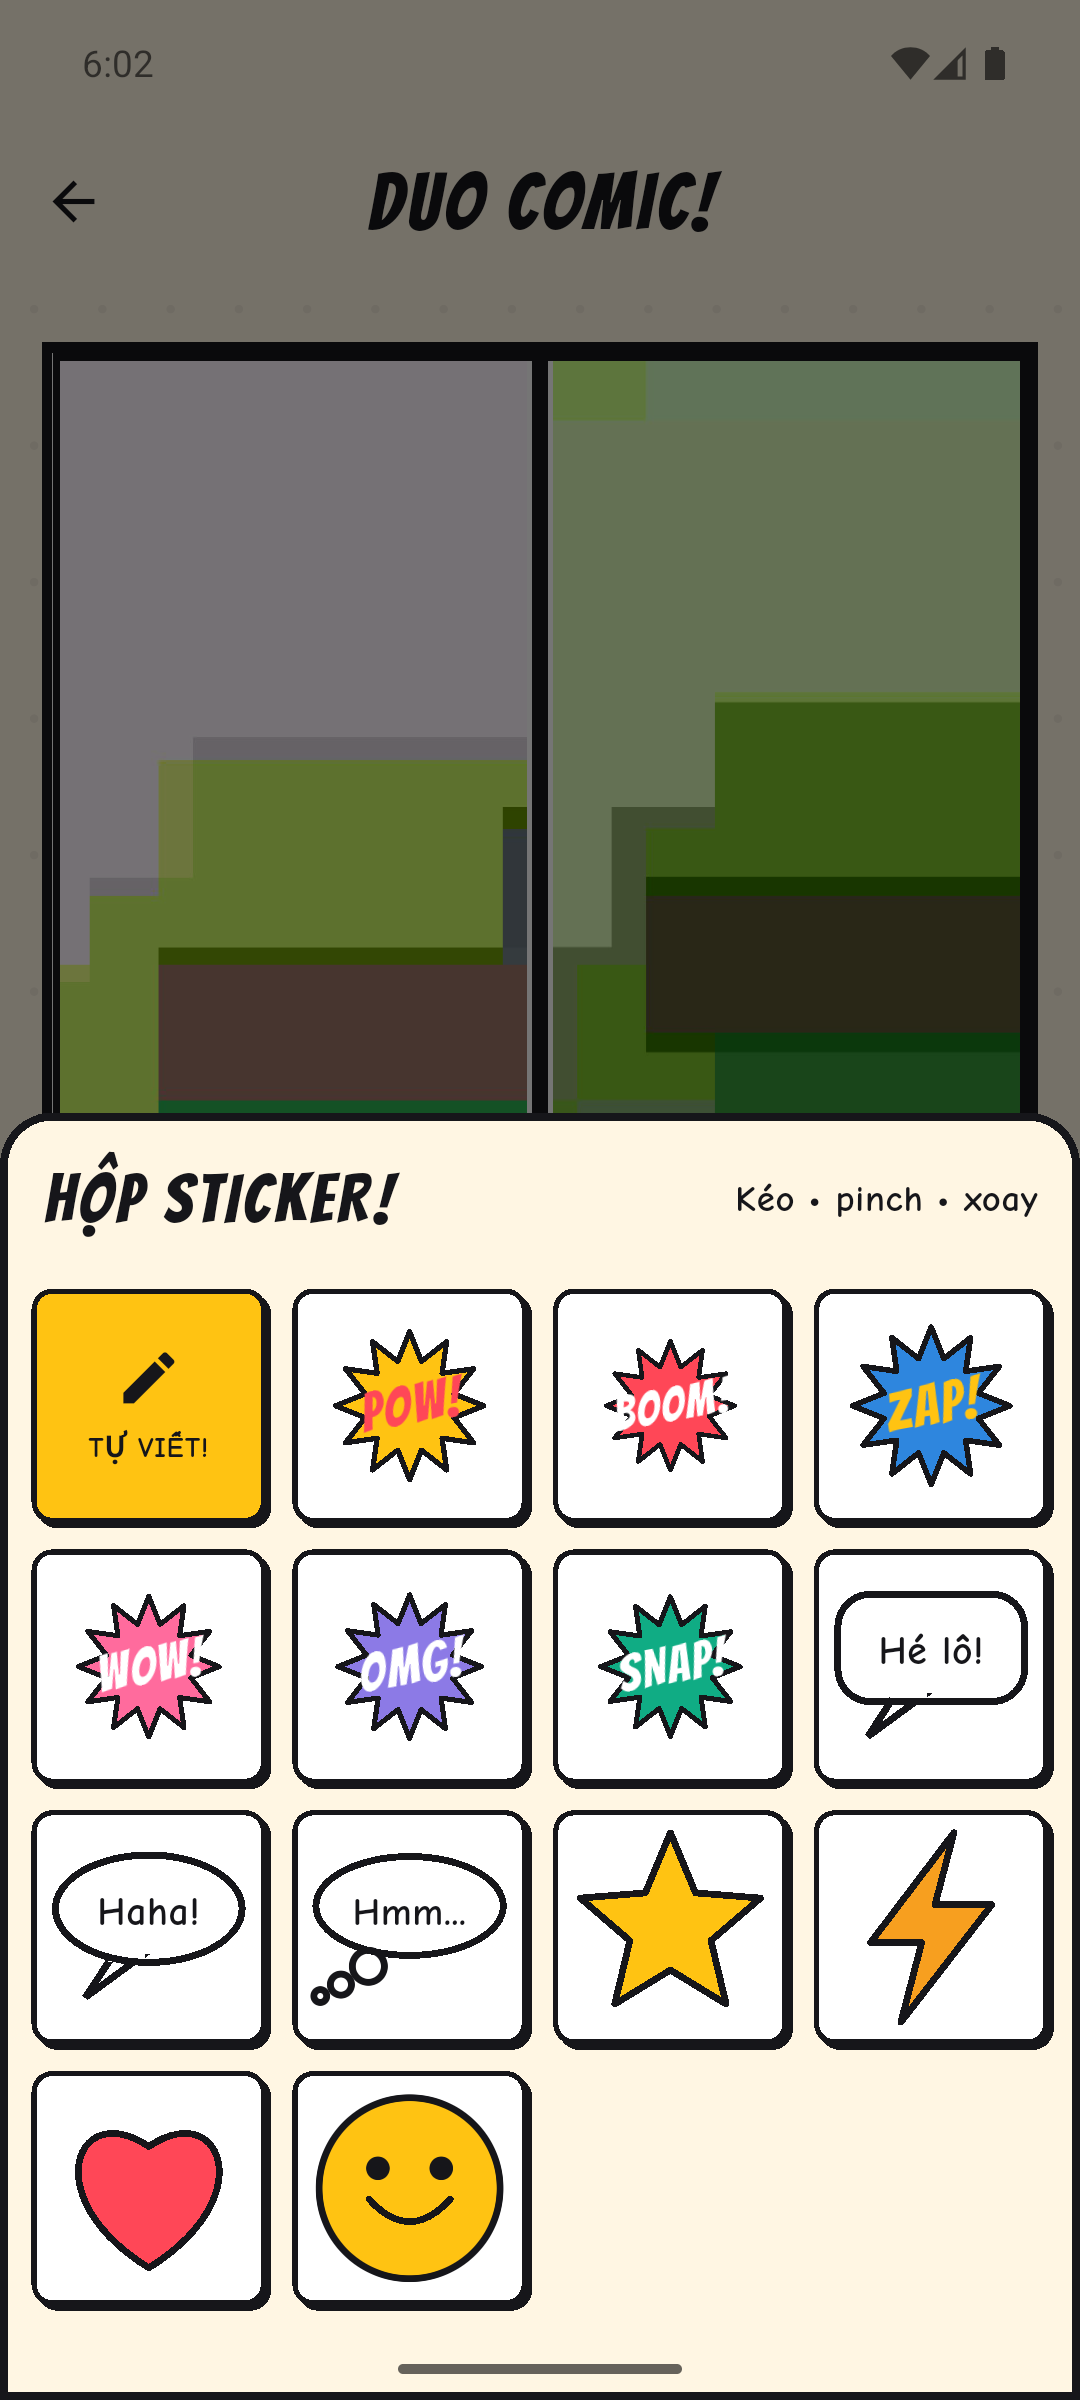 6:02
DUO COMIC!
HỘP STICKER!
Kéo • pinch • xoay
TỰ VIẾT!
POW!
BOOM!
ZAP!
WOW!
OMG!
SNAP!
Hé lô!
Haha!
Hmm...